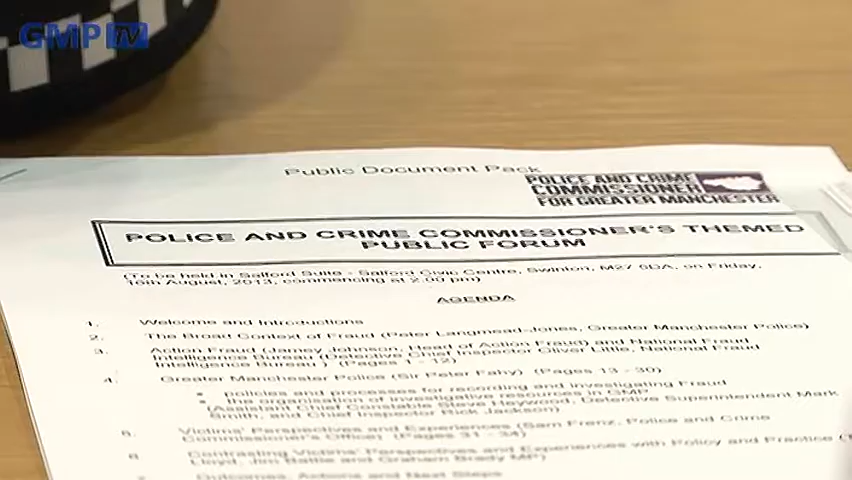 GMP TV
Public Document Pack
POLICE AND CRIME
COMMISSIONER
FOR GREATER MANCHESTER
POLICE AND CRIME COMMISSIONER'S THEMED
PUBLIC FORUM
(To be held in Salford Suite - Salford Civic Centre, Swinton, M27 5DA, on Friday,
16th August, 2013, commencing at 2.00 pm)
AGENDA
1. Welcome and Introductions
2. The Broad Context of Fraud (Peter Langmead-Jones, Greater Manchester Police)
3. Action Fraud (Jamey Johnson, Head of Action Fraud) and National Fraud
Intelligence Bureau (Detective Chief Inspector Oliver Little, National Fraud
Intelligence Bureau ) (Pages 1 - 12)
4. Greater Manchester Police (Sir Peter Fahy) (Pages 13 - 30)
• policies and processes for recording and investigating Fraud
• the organisation of investigative resources in GMP
(Assistant Chief Constable Steve Heywood, Detective Superintendent Mark
Smith, and Chief Inspector Rick Jackson)
5. Victims' Perspectives and Experiences (Sam Frenz, Police and Crime
Commissioner's Office) (Pages 31 - 34)
6. Contrasting Victims' Perspectives and Experiences with Policy and Practice (
Lloyd, Jim Battle and Graham Brady MP)
Outcomes, Actions and Next Steps